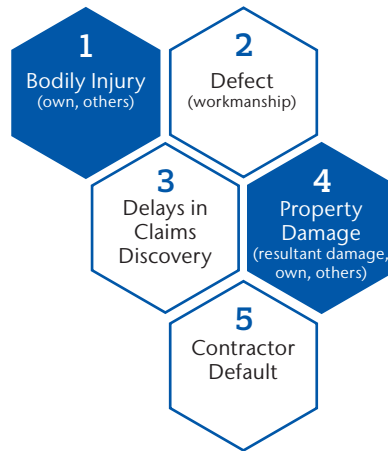 1
Bodily Injury
(own, others)
2
Defect
(workmanship)
3
Delays in
Claims
Discovery
4
Property
Damage
(resultant damage,
own, others)
5
Contractor
Default